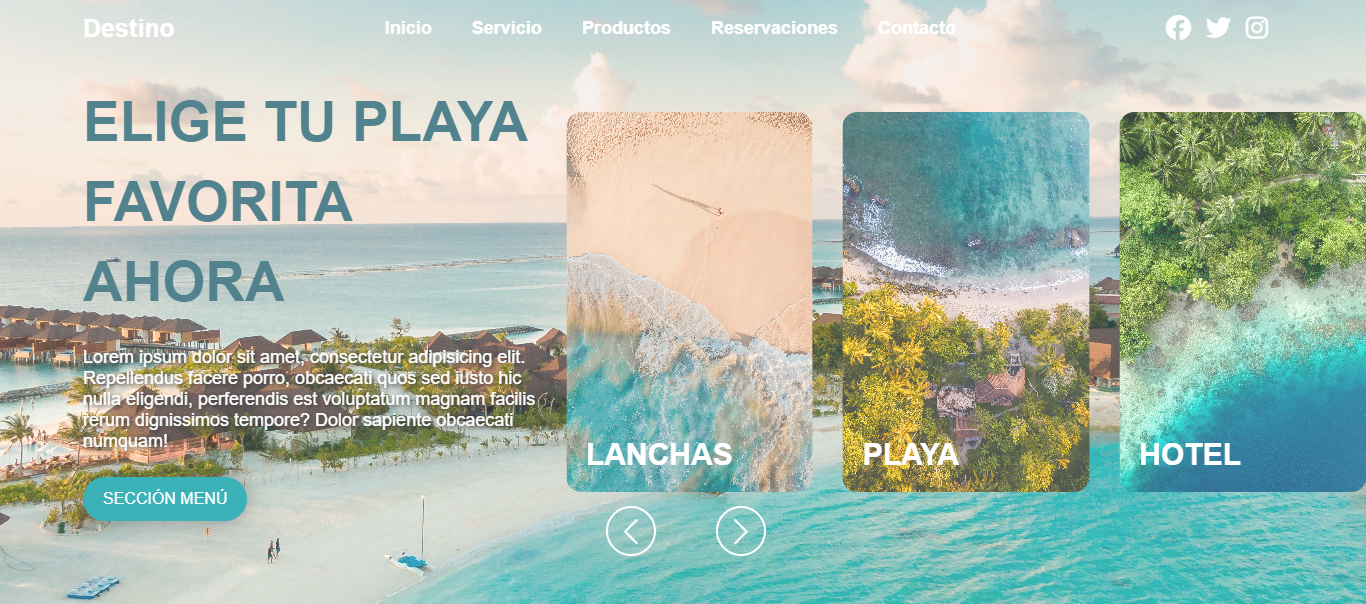 Destino
Inicio
Servicio
Productos
Reservaciones
Contacto
ELIGE TU PLAYA
FAVORITA
AHORA
Lorem ipsum dolor sit amet, consectetur adipisicing elit.
Repellendus facere porro, obcaecati quos sed iusto hic
nulla eligendi, perferendis est voluptatum magnam facilis
rerum dignissimos tempore? Dolor sapiente obcaecati
numquam!
SECCIÓN MENÚ
LANCHAS
PLAYA
HOTEL